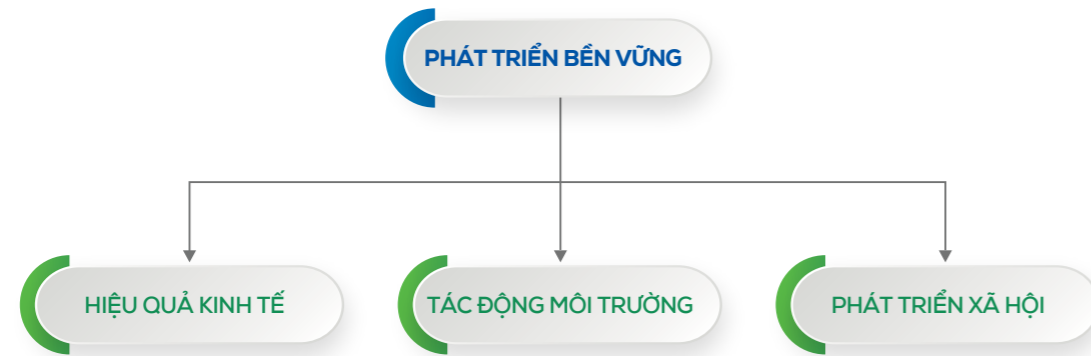 PHÁT TRIỂN BỀN VỮNG
HIỆU QUẢ KINH TẾ
TÁC ĐỘNG MÔI TRƯỜNG
PHÁT TRIỂN XÃ HỘI